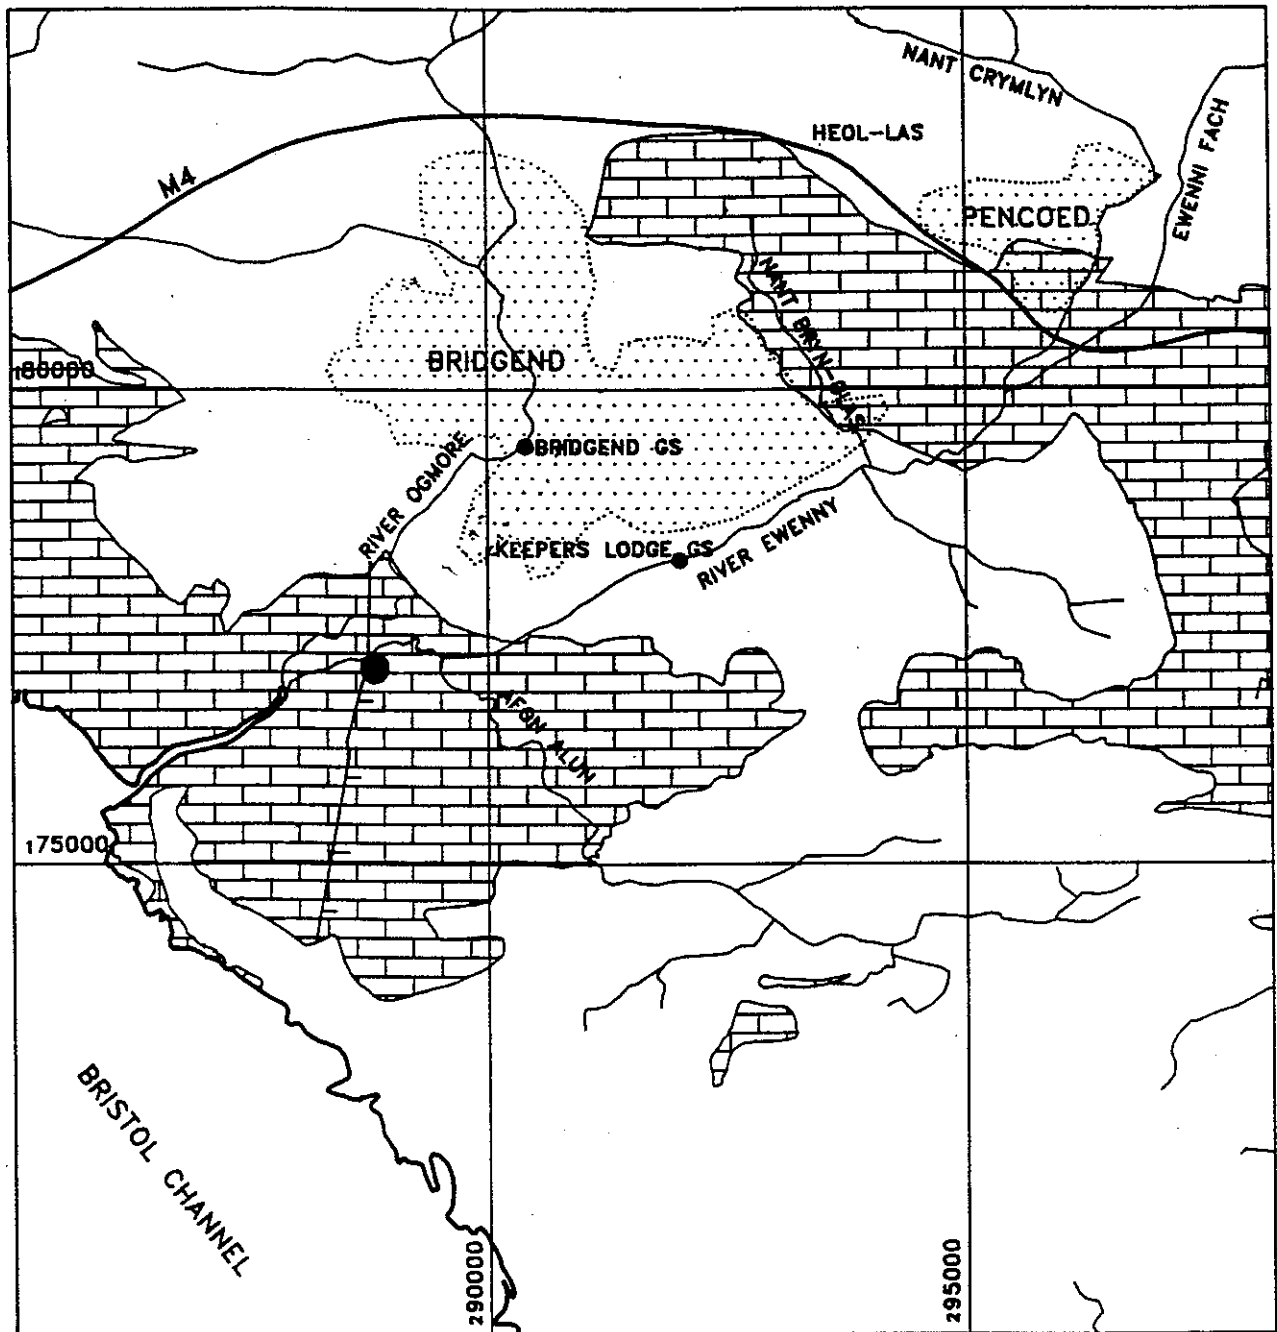 NANT CRYMLYN
EWENNI FACH
HEOL-LAS
M4
PENCOED
NANT BRYN-GLAS
BRIDGEND
180000
BRIDGEND GS
RIVER OGMORE
KEEPERS LODGE GS
RIVER EWENNY
AFON ALUN
175000
BRISTOL CHANNEL
290000
295000